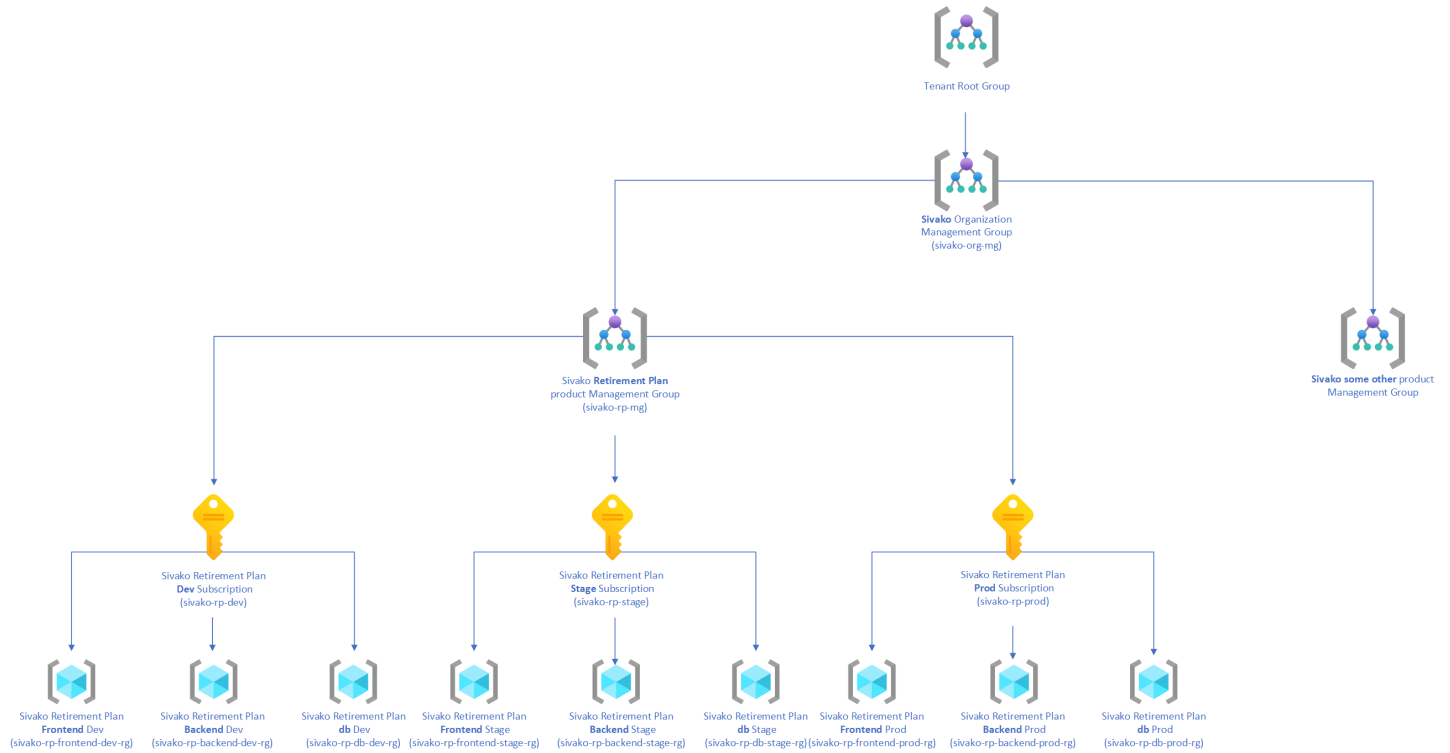 Tenant Root Group
Sivako Organization
Management Group
(sivako-org-mg)
Sivako Retirement Plan
product Management Group
(sivako-rp-mg)
Sivako some other product
Management Group
Sivako Retirement Plan
Dev Subscription
(sivako-rp-dev)
Sivako Retirement Plan
Stage Subscription
(sivako-rp-stage)
Sivako Retirement Plan
Prod Subscription
(sivako-rp-prod)
Sivako Retirement Plan
Frontend Dev
(sivako-rp-frontend-dev-rg)
Sivako Retirement Plan
Backend Dev
(sivako-rp-backend-dev-rg)
Sivako Retirement Plan
db Dev
(sivako-rp-db-dev-rg)
Sivako Retirement Plan
Frontend Stage
(sivako-rp-frontend-stage-rg)
Sivako Retirement Plan
Backend Stage
(sivako-rp-backend-stage-rg)
Sivako Retirement Plan
db Stage
(sivako-rp-db-stage-rg)
Sivako Retirement Plan
Frontend Prod
(sivako-rp-frontend-prod-rg)
Sivako Retirement Plan
Backend Prod
(sivako-rp-backend-prod-rg)
Sivako Retirement Plan
db Prod
(sivako-rp-db-prod-rg)